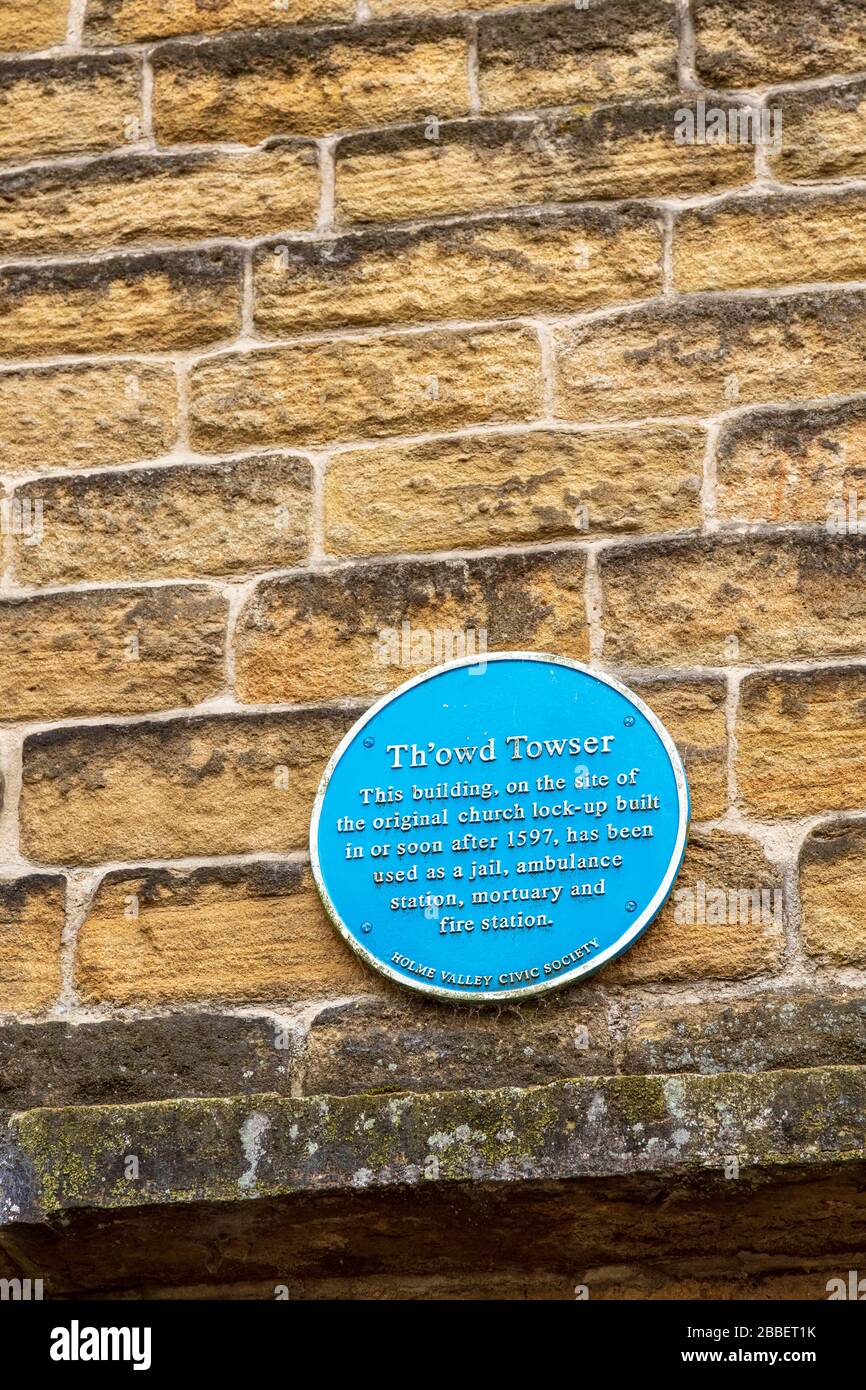 Th'owd Towser
This building, on the site of
the original church lock-up built
in or soon after 1597, has been
used as a jail, ambulance
station, mortuary and
fire station.
HOLME VALLEY CIVIC SOCIETY
alamy
Image ID: 2BBET1K
www.alamy.com